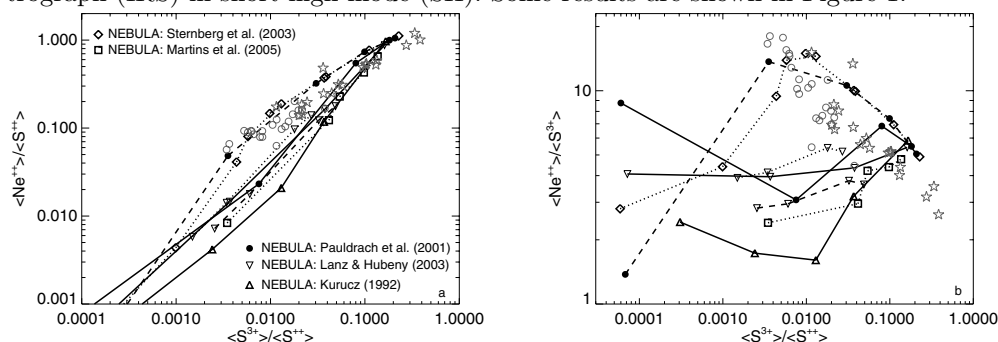 trograph (IRS) in short-high mode (SH). Some results are shown in Figure 1.
1.000
0.100
0.010
0.001
<Ne++>/<S++>
NEBULA: Sternberg et al. (2003)
NEBULA: Martins et al. (2005)
NEBULA: Pauldrach et al. (2001)
NEBULA: Lanz & Hubeny (2003)
NEBULA: Kurucz (1992)
a
0.0001 0.0010 0.0100 0.1000 1.0000
<S3+>/<S++>
10
1
<Ne++>/<S3+>
b
0.0001 0.0010 0.0100 0.1000 1.0000
<S3+>/<S++>